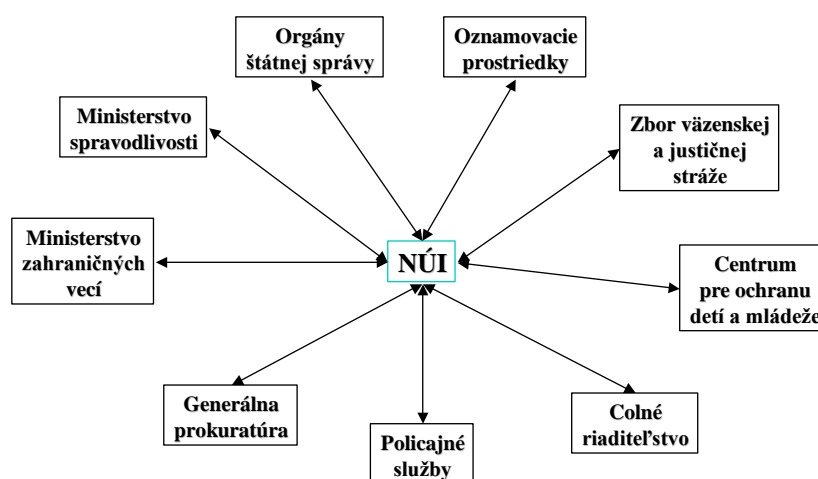 Orgány
štátnej správy
Oznamovacie
prostriedky
Ministerstvo
spravodlivosti
Zbor väzenskej
a justičnej
stráže
Ministerstvo
zahraničných
vecí
NÚI
Centrum
pre ochranu
detí a mládeže
Generálna
prokuratúra
Policajné
služby
Colné
riaditeľstvo